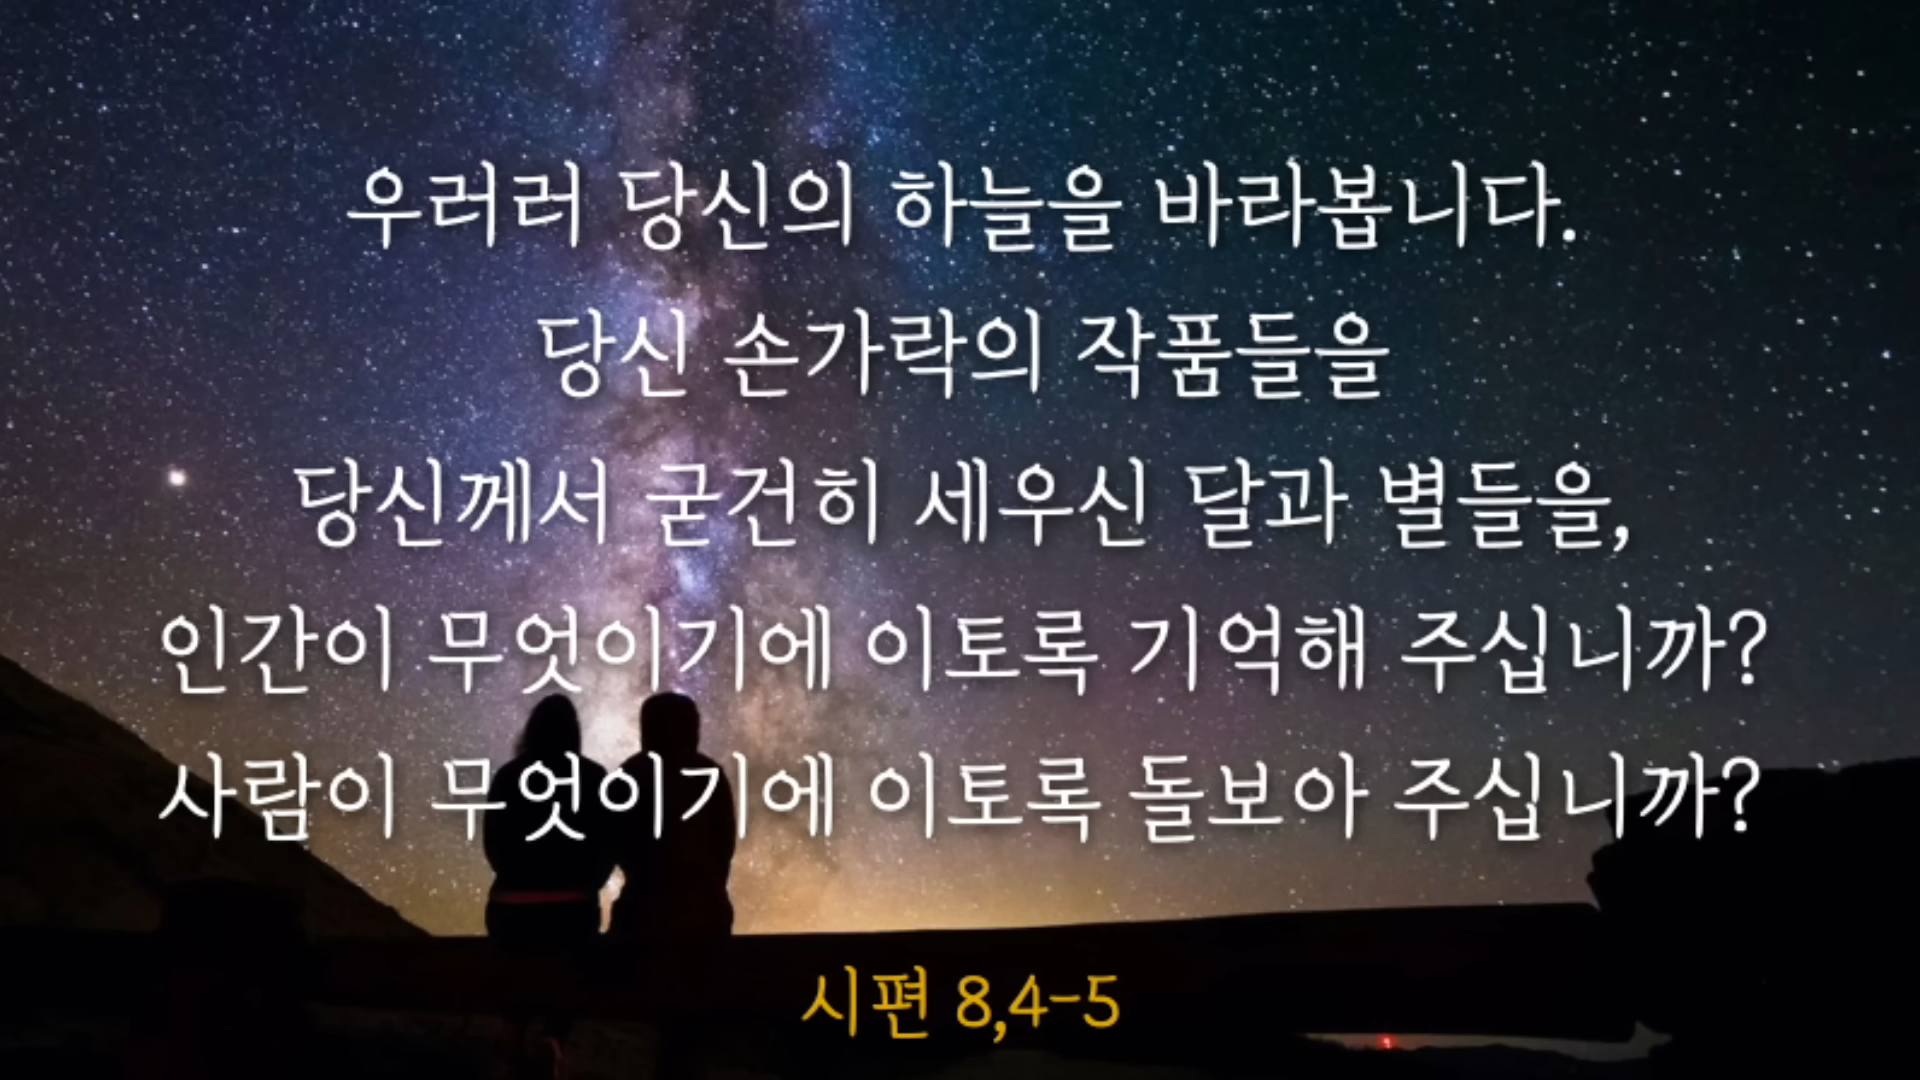 우러러 당신의 하늘을 바라봅니다.
당신 손가락의 작품들을
당신께서 굳건히 세우신 달과 별들을,
인간이 무엇이기에 이토록 기억해 주십니까?
사람이 무엇이기에 이토록 돌보아 주십니까?
시편 8,4-5